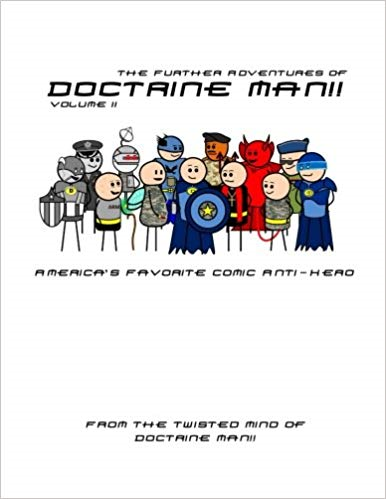 THE FURTHER ADVENTURES OF
DOCTRINE MAN!!
VOLUME II
AMERICA'S FAVORITE COMIC ANTI-HERO
FROM THE TWISTED MIND OF
DOCTRINE MAN!!